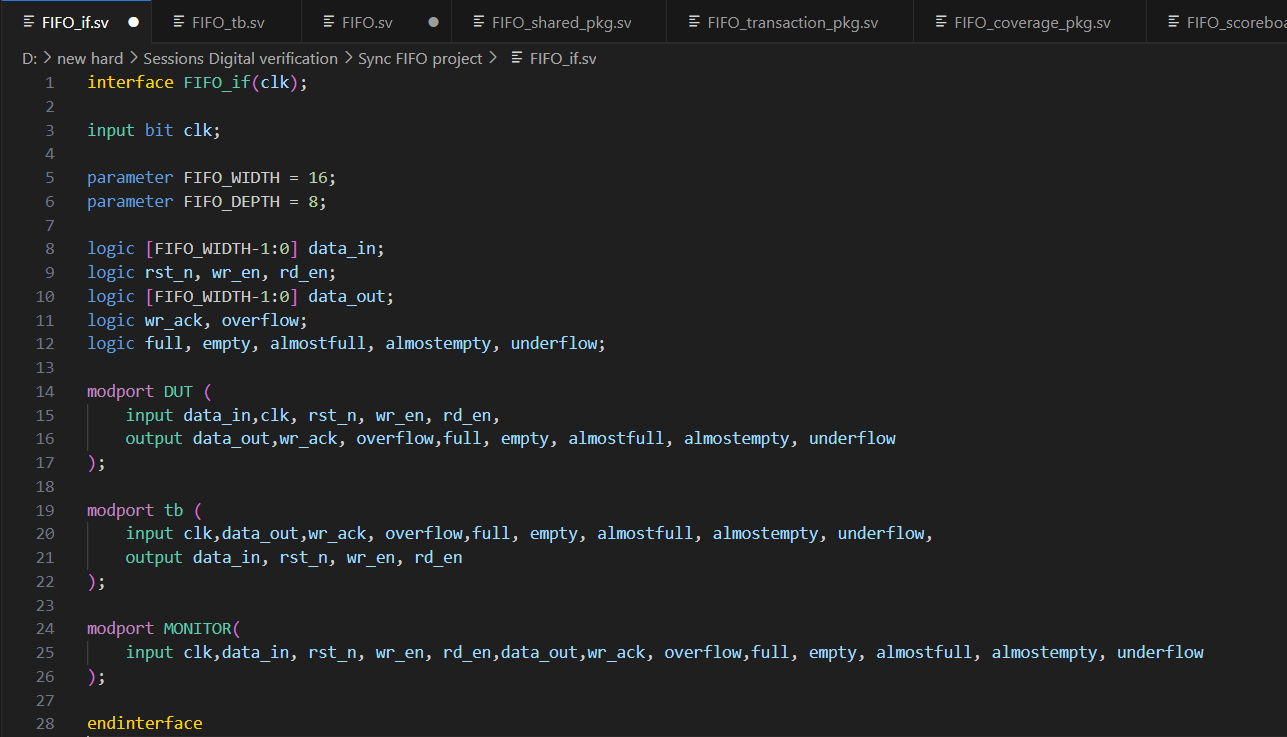 FIFO_if.sv FIFO_tb.sv FIFO.sv FIFO_shared_pkg.sv FIFO_transaction_pkg.sv FIFO_coverage_pkg.sv FIFO_scoreboa
D: > new hard > Sessions Digital verification > Sync FIFO project > FIFO_if.sv
1 interface FIFO_if(clk);
2
3 input bit clk;
4
5 parameter FIFO_WIDTH = 16;
6 parameter FIFO_DEPTH = 8;
7
8 logic [FIFO_WIDTH-1:0] data_in;
9 logic rst_n, wr_en, rd_en;
10 logic [FIFO_WIDTH-1:0] data_out;
11 logic wr_ack, overflow;
12 logic full, empty, almostfull, almostempty, underflow;
13
14 modport DUT (
15     input data_in,clk, rst_n, wr_en, rd_en,
16     output data_out,wr_ack, overflow,full, empty, almostfull, almostempty, underflow
17 );
18
19 modport tb (
20     input clk,data_out,wr_ack, overflow,full, empty, almostfull, almostempty, underflow,
21     output data_in, rst_n, wr_en, rd_en
22 );
23
24 modport MONITOR(
25     input clk,data_in, rst_n, wr_en, rd_en,data_out,wr_ack, overflow,full, empty, almostfull, almostempty, underflow
26 );
27
28 endinterface